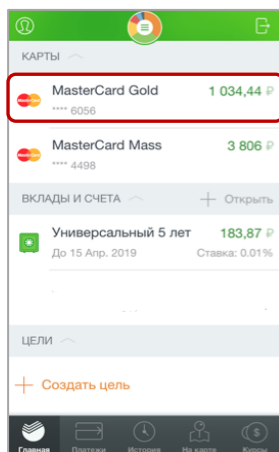 КАРТЫ
MasterCard Gold 1 034,44 ₽
**** 6056
MasterCard Mass 3 806 ₽
**** 4498
ВКЛАДЫ И СЧЕТА + Открыть
Универсальный 5 лет 183,87 ₽
До 15 Апр. 2019 Ставка: 0.01%
ЦЕЛИ
+ Создать цель
Главная Платежи История На карте Курсы